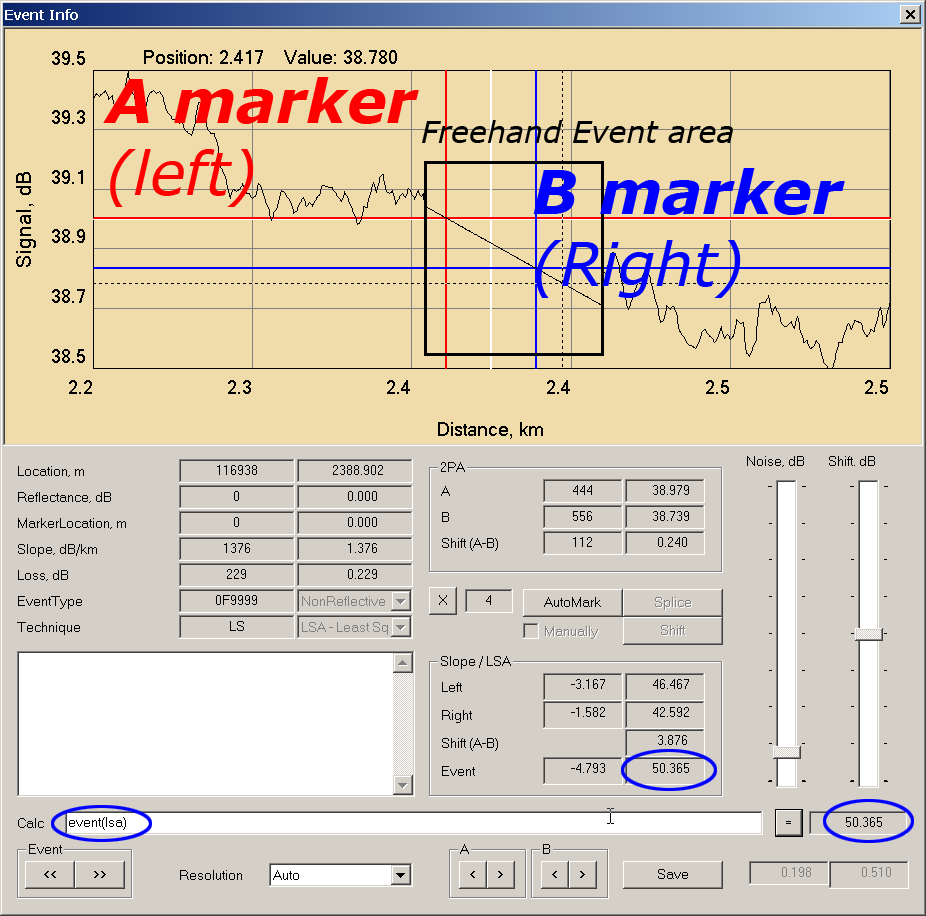 Event Info
Position: 2.417 Value: 38.780
39.5
39.3
39.1
38.9
38.7
38.5
Signal, dB
A marker
(left)
Freehand Event area
B marker
(Right)
2.2 2.3 2.4 2.4 2.5 2.5
Distance, km
Location, m 116938 2388.902
Reflectance, dB 0 0.000
MarkerLocation, m 0 0.000
Slope, dB/km 1376 1.376
Loss, dB 229 0.229
EventType 0F9999 NonReflective
Technique LS LSA - Least Sq
2PA
A 444 38.979
B 556 38.739
Shift (A-B) 112 0.240
X 4 AutoMark Splice
Manually Shift
Slope / LSA
Left -3.167 46.467
Right -1.582 42.592
Shift (A-B) 3.876
Event -4.793 50.365
Noise, dB Shift. dB
Calc event(lsa) = 50.365
Event
<< >>
Resolution Auto
A
< >
B
< >
Save
0.198 0.510